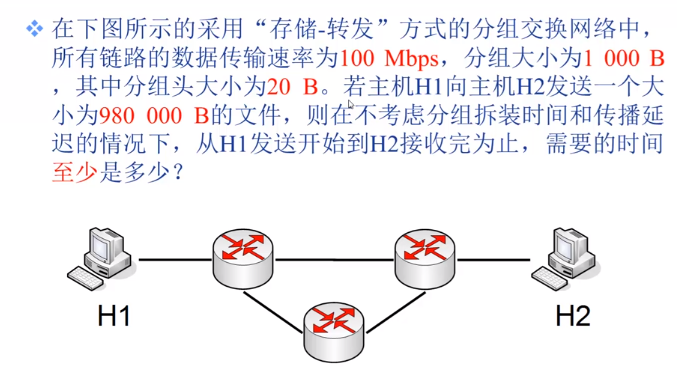 在下图所示的采用“存储-转发”方式的分组交换网络中，
所有链路的数据传输速率为100 Mbps，分组大小为1 000 B
，其中分组头大小为20 B。若主机H1向主机H2发送一个大
小为980 000 B的文件，则在不考虑分组拆装时间和传播延
迟的情况下，从H1发送开始到H2接收完为止，需要的时间
至少是多少？
H1
H2